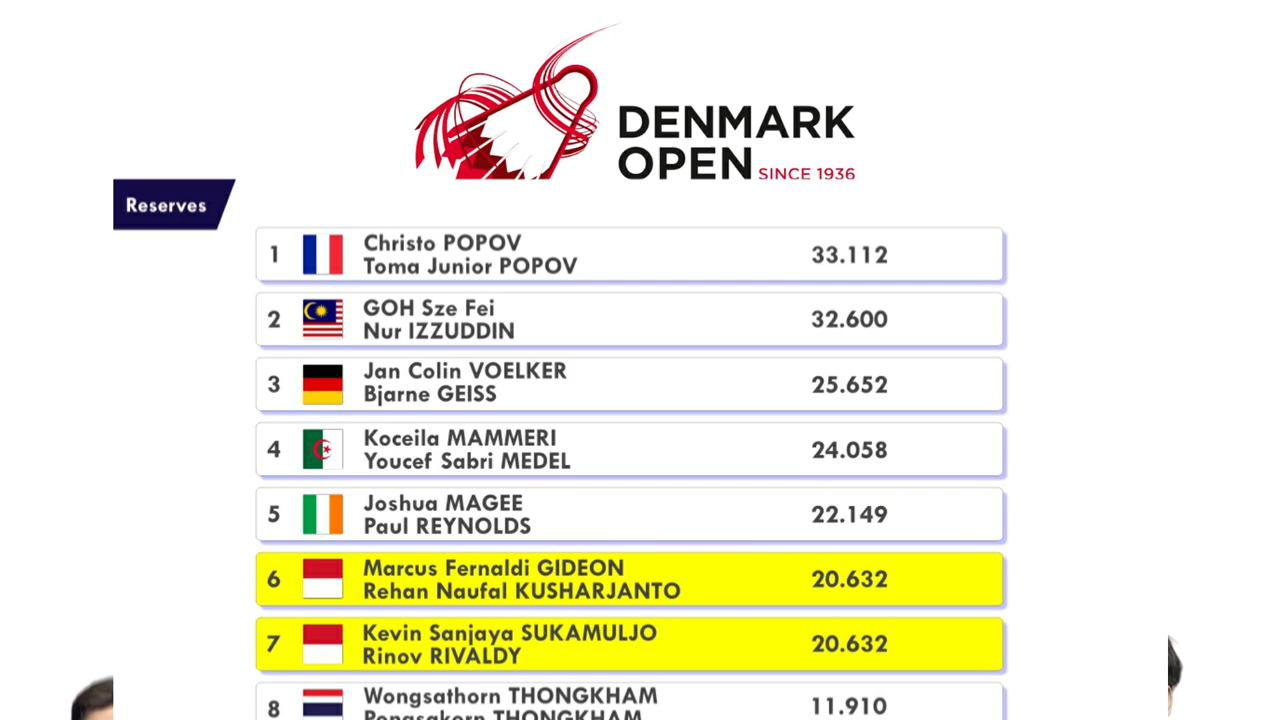 DENMARK
OPEN SINCE 1936
Reserves
1 Christo POPOV
Toma Junior POPOV 33.112
2 GOH Sze Fei
Nur IZZUDDIN 32.600
3 Jan Colin VOELKER
Bjarne GEISS 25.652
4 Koceila MAMMERI
Youcef Sabri MEDEL 24.058
5 Joshua MAGEE
Paul REYNOLDS 22.149
6 Marcus Fernaldi GIDEON
Rehan Naufal KUSHARJANTO 20.632
7 Kevin Sanjaya SUKAMULJO
Rinov RIVALDY 20.632
8 Wongsathorn THONGKHAM
Pongsakorn THONGKHAM 11.910